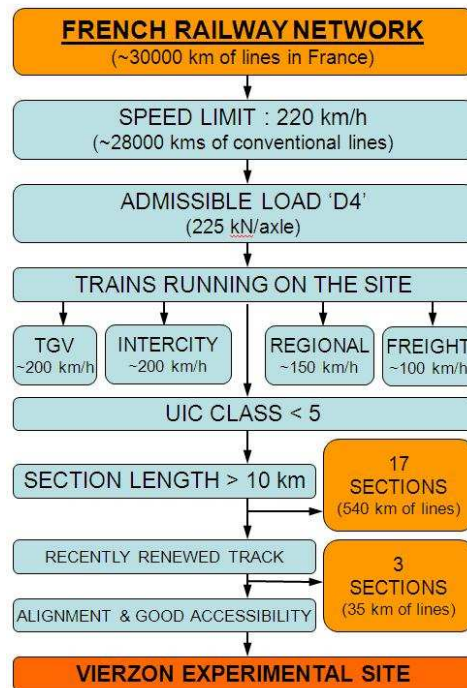 FRENCH RAILWAY NETWORK
(~30000 km of lines in France)
SPEED LIMIT : 220 km/h
(~28000 kms of conventional lines)
ADMISSIBLE LOAD ‘D4’
(225 kN/axle)
TRAINS RUNNING ON THE SITE
TGV
~200 km/h
INTERCITY
~200 km/h
REGIONAL
~150 km/h
FREIGHT
~100 km/h
UIC CLASS < 5
SECTION LENGTH > 10 km
17
SECTIONS
(540 km of lines)
RECENTLY RENEWED TRACK
3
SECTIONS
(35 km of lines)
ALIGNMENT & GOOD ACCESSIBILITY
VIERZON EXPERIMENTAL SITE